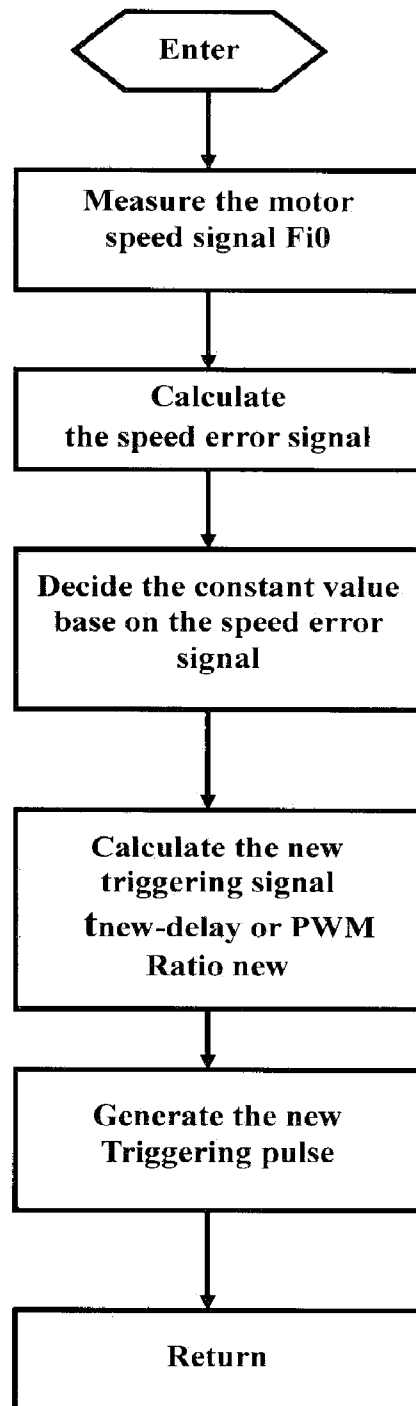 Enter
Measure the motor
speed signal Fi0
Calculate
the speed error signal
Decide the constant value
base on the speed error
signal
Calculate the new
triggering signal
tnew-delay or PWM
Ratio new
Generate the new
Triggering pulse
Return